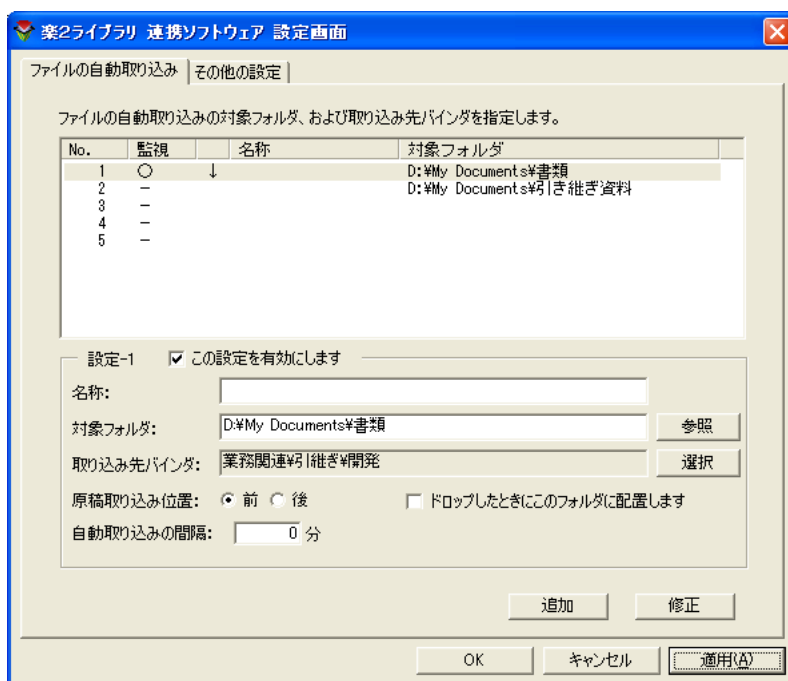 楽2ライブラリ 連携ソフトウェア 設定画面
ファイルの自動取り込み その他の設定
ファイルの自動取り込みの対象フォルダ、および取り込み先バインダを指定します。
No. 監視 名称 対象フォルダ
1 ○ ↓ D:¥My Documents¥書類
2 － D:¥My Documents¥引き継ぎ資料
3 －
4 －
5 －
設定-1 この設定を有効にします
名称:
対象フォルダ: D:¥My Documents¥書類 参照
取り込み先バインダ: 業務関連¥引継ぎ¥開発 選択
原稿取り込み位置: 前 後 ドロップしたときにこのフォルダに配置します
自動取り込みの間隔: 0 分
追加 修正
OK キャンセル 適用(A)